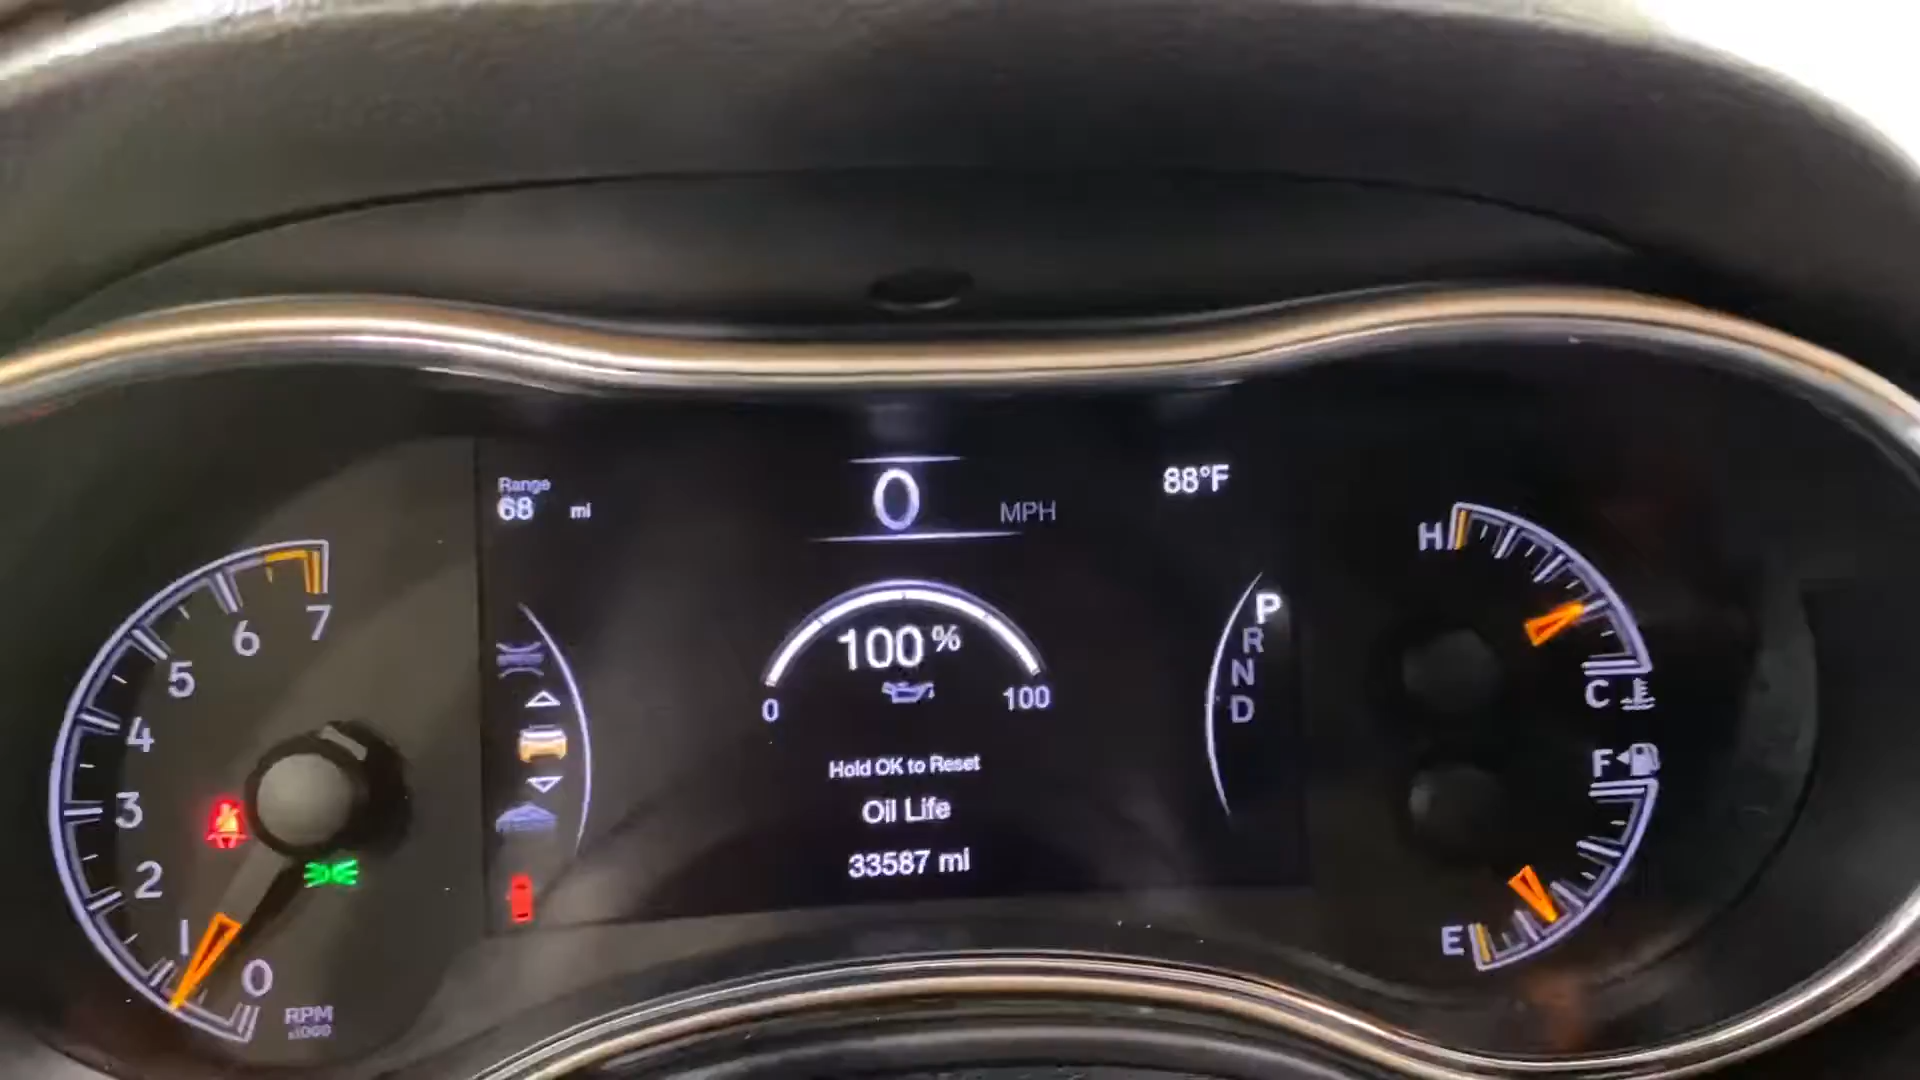 Range
68 mi
0 MPH
88°F
7
6
5
4
3
2
1
0
RPM
x1000
100 %
0 100
Hold OK to Reset
Oil Life
33587 mi
P
R
N
D
H
C
F
E